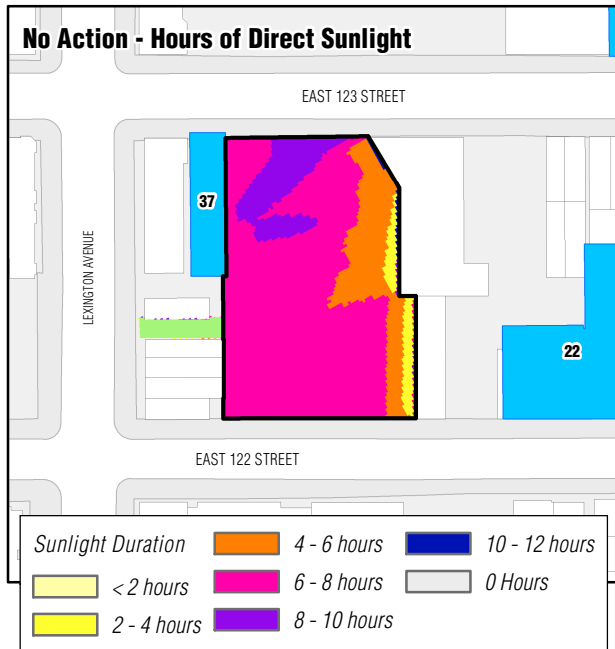 No Action - Hours of Direct Sunlight
EAST 123 STREET
37
LEXINGTON AVENUE
22
EAST 122 STREET
Sunlight Duration
< 2 hours
2 - 4 hours
4 - 6 hours
6 - 8 hours
8 - 10 hours
10 - 12 hours
0 Hours